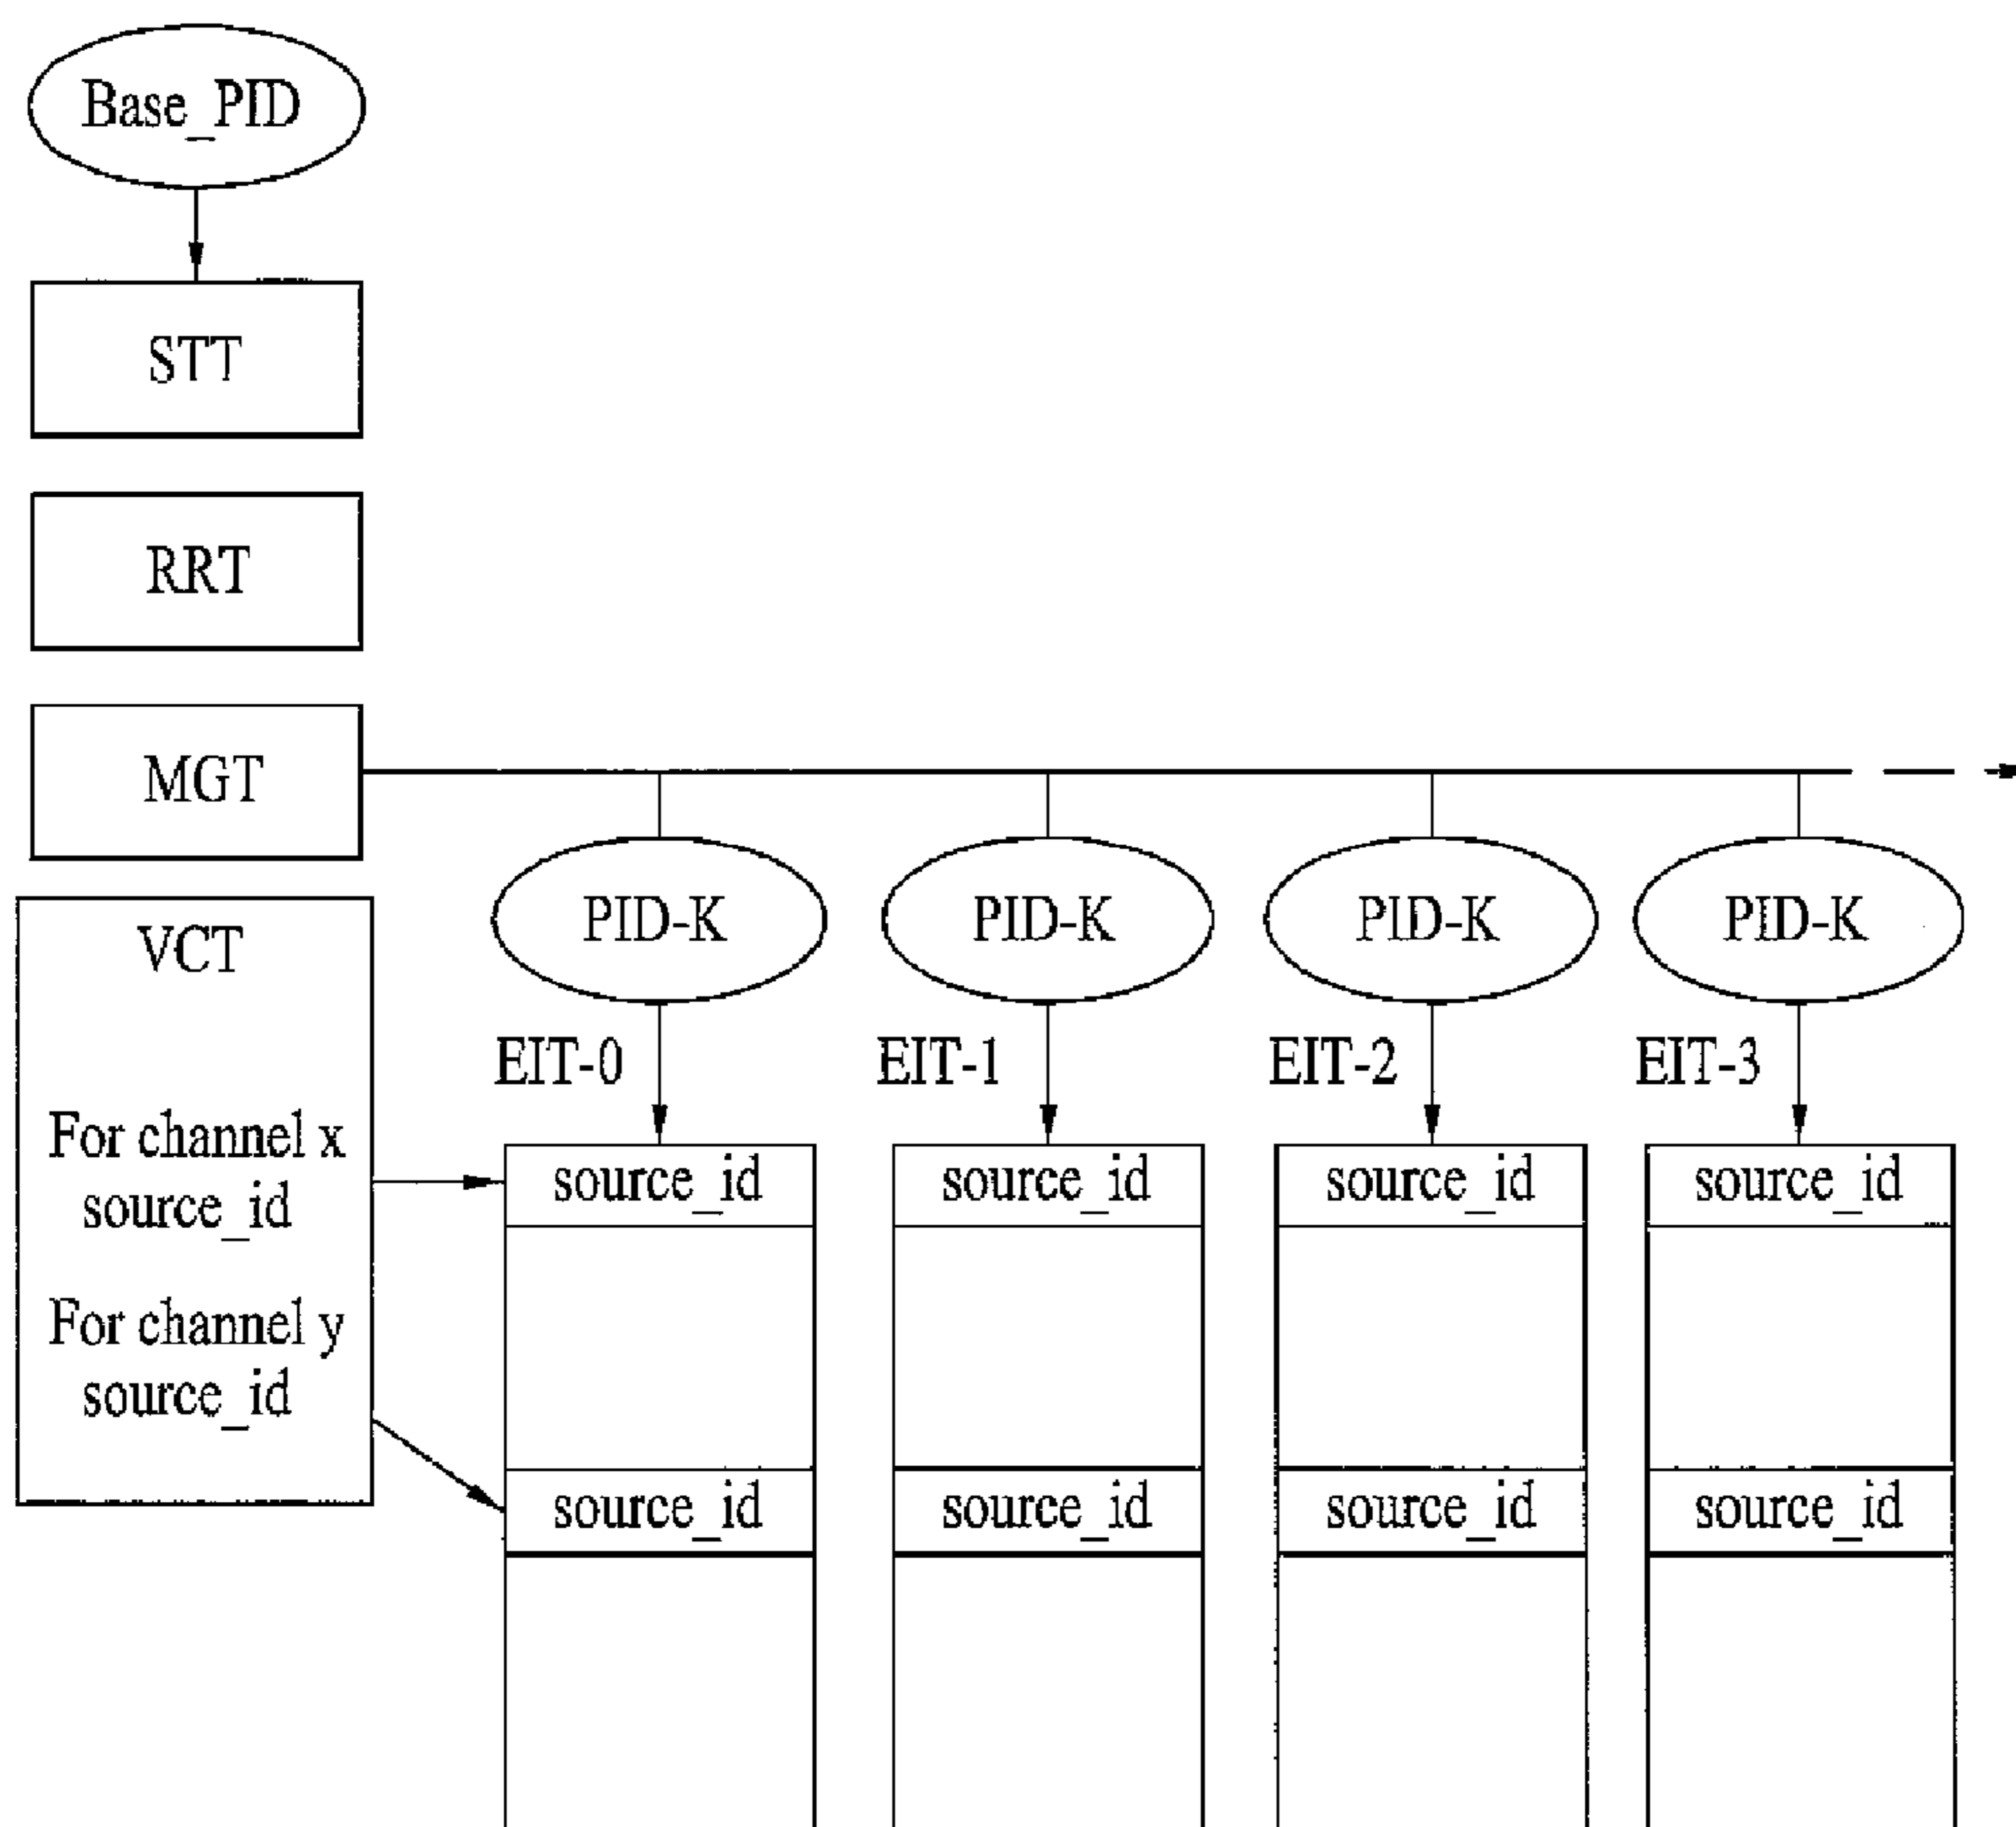 Base_PID
STT
RRT
MGT
PID-K
PID-K
PID-K
PID-K
VCT
EIT-0
EIT-1
EIT-2
EIT-3
For channel x
source_id
source_id
source_id
source_id
source_id
For channel y
source_id
source_id
source_id
source_id
source_id